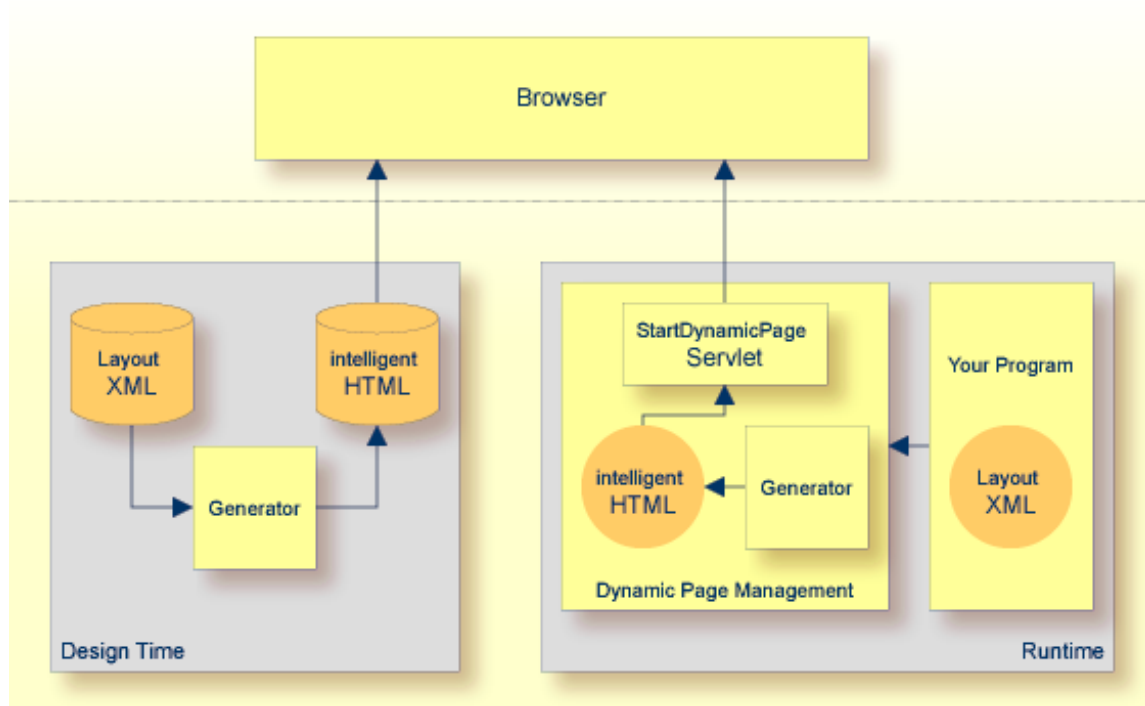 Browser
Layout
XML
intelligent
HTML
Generator
Design Time
StartDynamicPage
Servlet
intelligent
HTML
Generator
Dynamic Page Management
Your Program
Layout
XML
Runtime